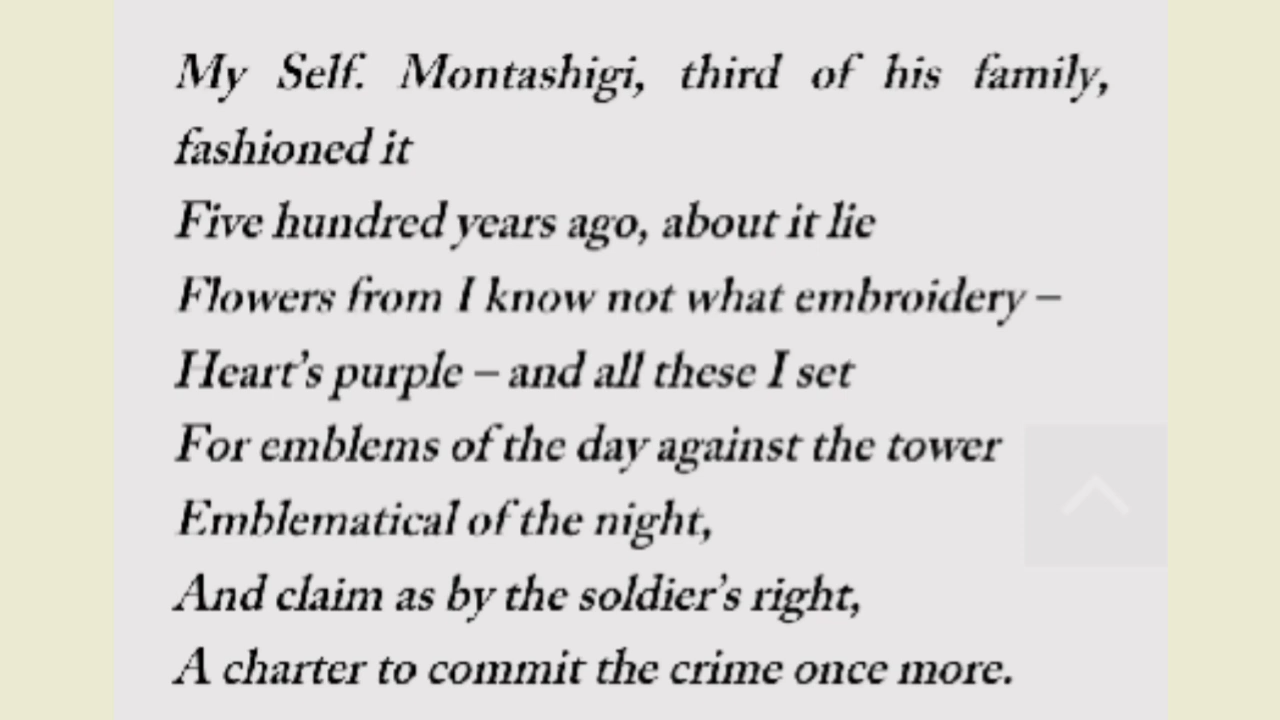 My Self. Montashigi, third of his family,
fashioned it
Five hundred years ago, about it lie
Flowers from I know not what embroidery –
Heart’s purple – and all these I set
For emblems of the day against the tower
Emblematical of the night,
And claim as by the soldier’s right,
A charter to commit the crime once more.